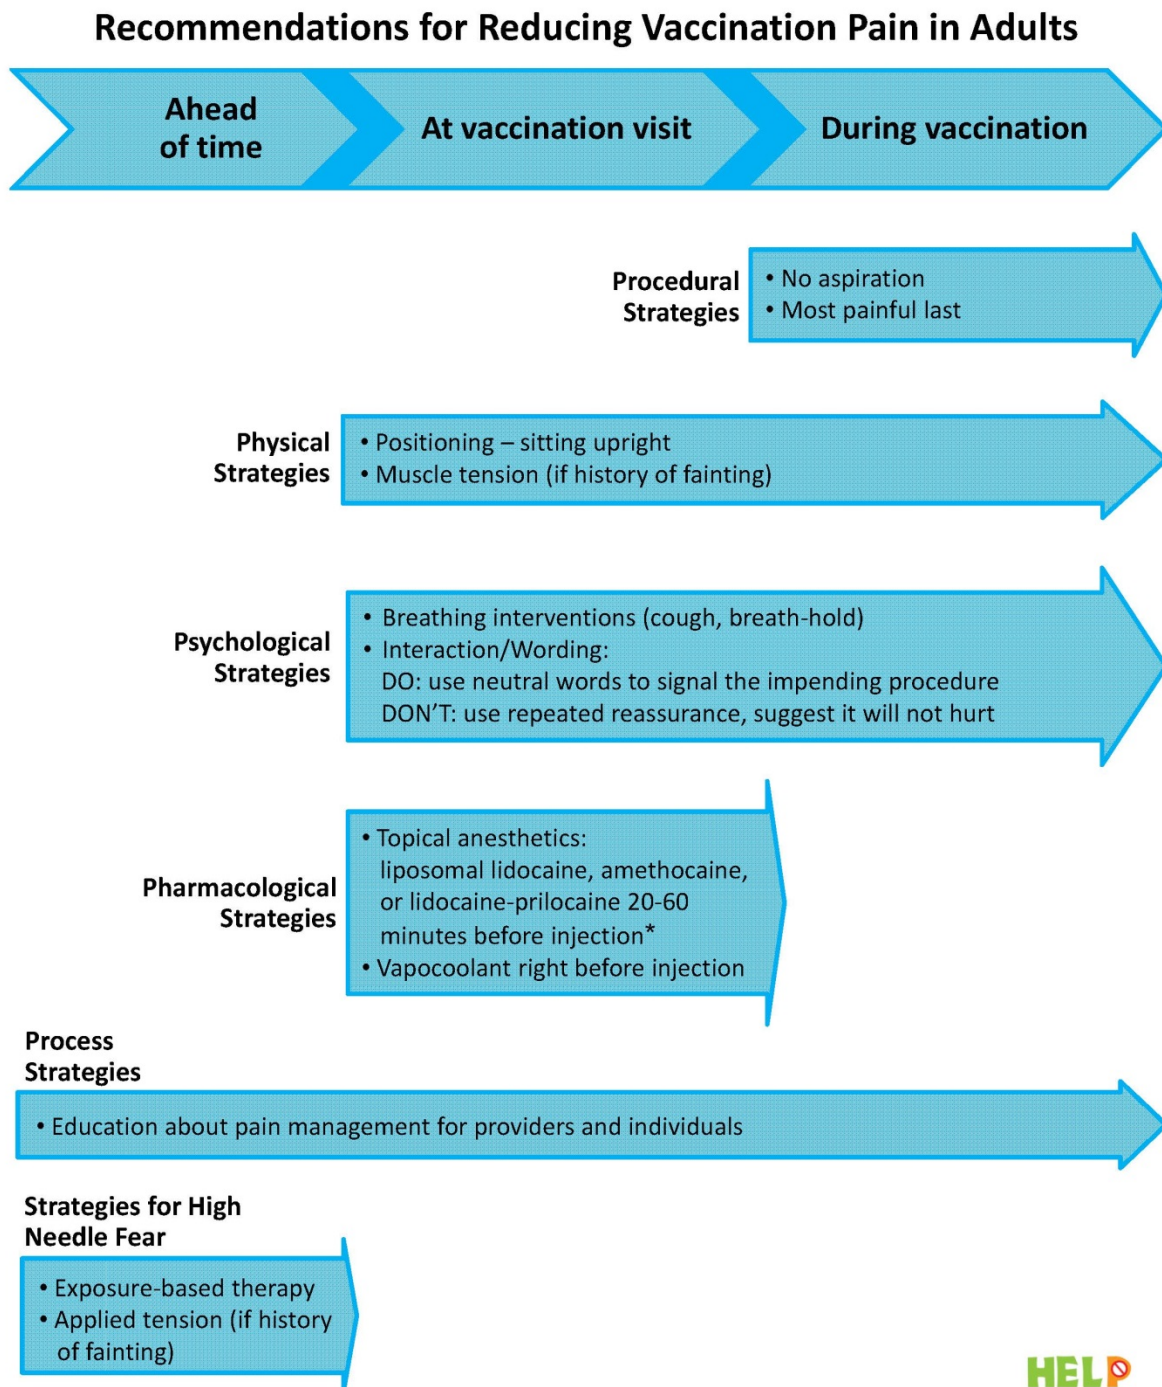 Recommendations for Reducing Vaccination Pain in Adults
Ahead
of time
At vaccination visit
During vaccination
Procedural
Strategies
• No aspiration
• Most painful last
Physical
Strategies
• Positioning – sitting upright
• Muscle tension (if history of fainting)
Psychological
Strategies
• Breathing interventions (cough, breath-hold)
• Interaction/Wording:
DO: use neutral words to signal the impending procedure
DON’T: use repeated reassurance, suggest it will not hurt
Pharmacological
Strategies
• Topical anesthetics:
liposomal lidocaine, amethocaine,
or lidocaine-prilocaine 20-60
minutes before injection*
• Vapocoolant right before injection
Process
Strategies
• Education about pain management for providers and individuals
Strategies for High
Needle Fear
• Exposure-based therapy
• Applied tension (if history
of fainting)
HELP